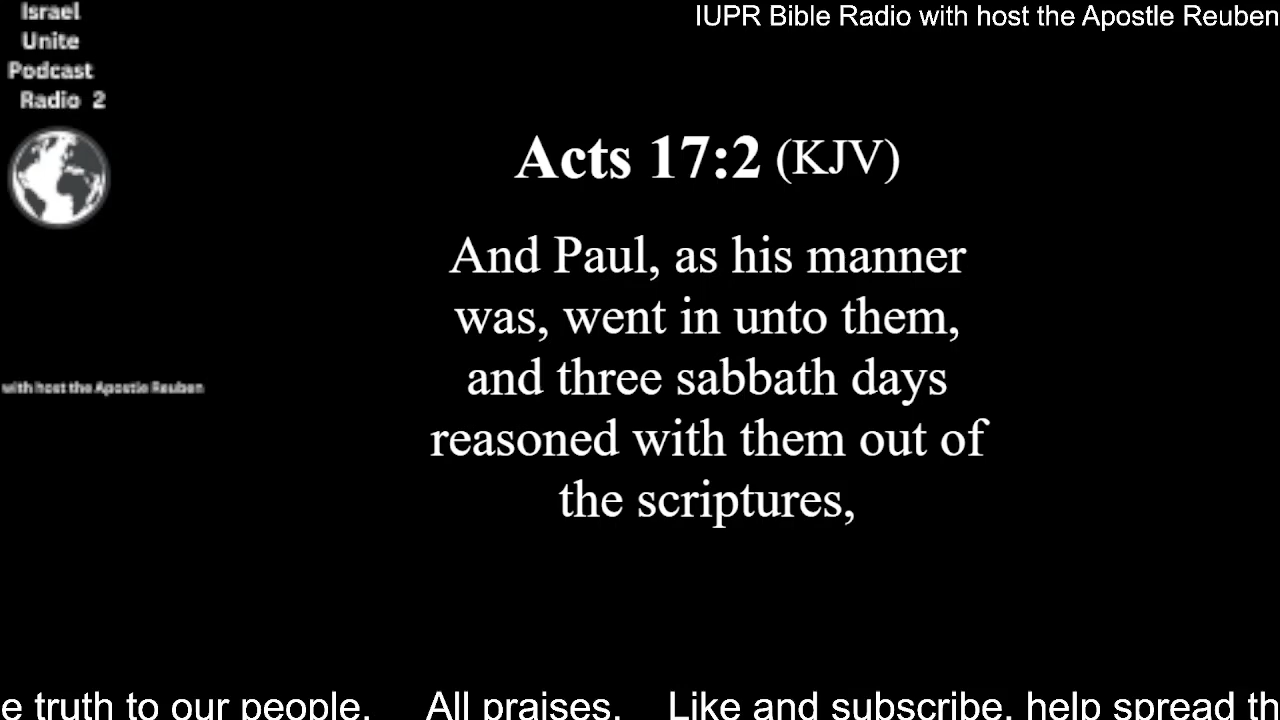 Israel
Unite
Podcast
Radio 2
IUPR Bible Radio with host the Apostle Reuben
Acts 17:2 (KJV)
And Paul, as his manner
was, went in unto them,
and three sabbath days
reasoned with them out of
the scriptures,
with host the Apostle Reuben
e truth to our people. All praises. Like and subscribe, help spread th